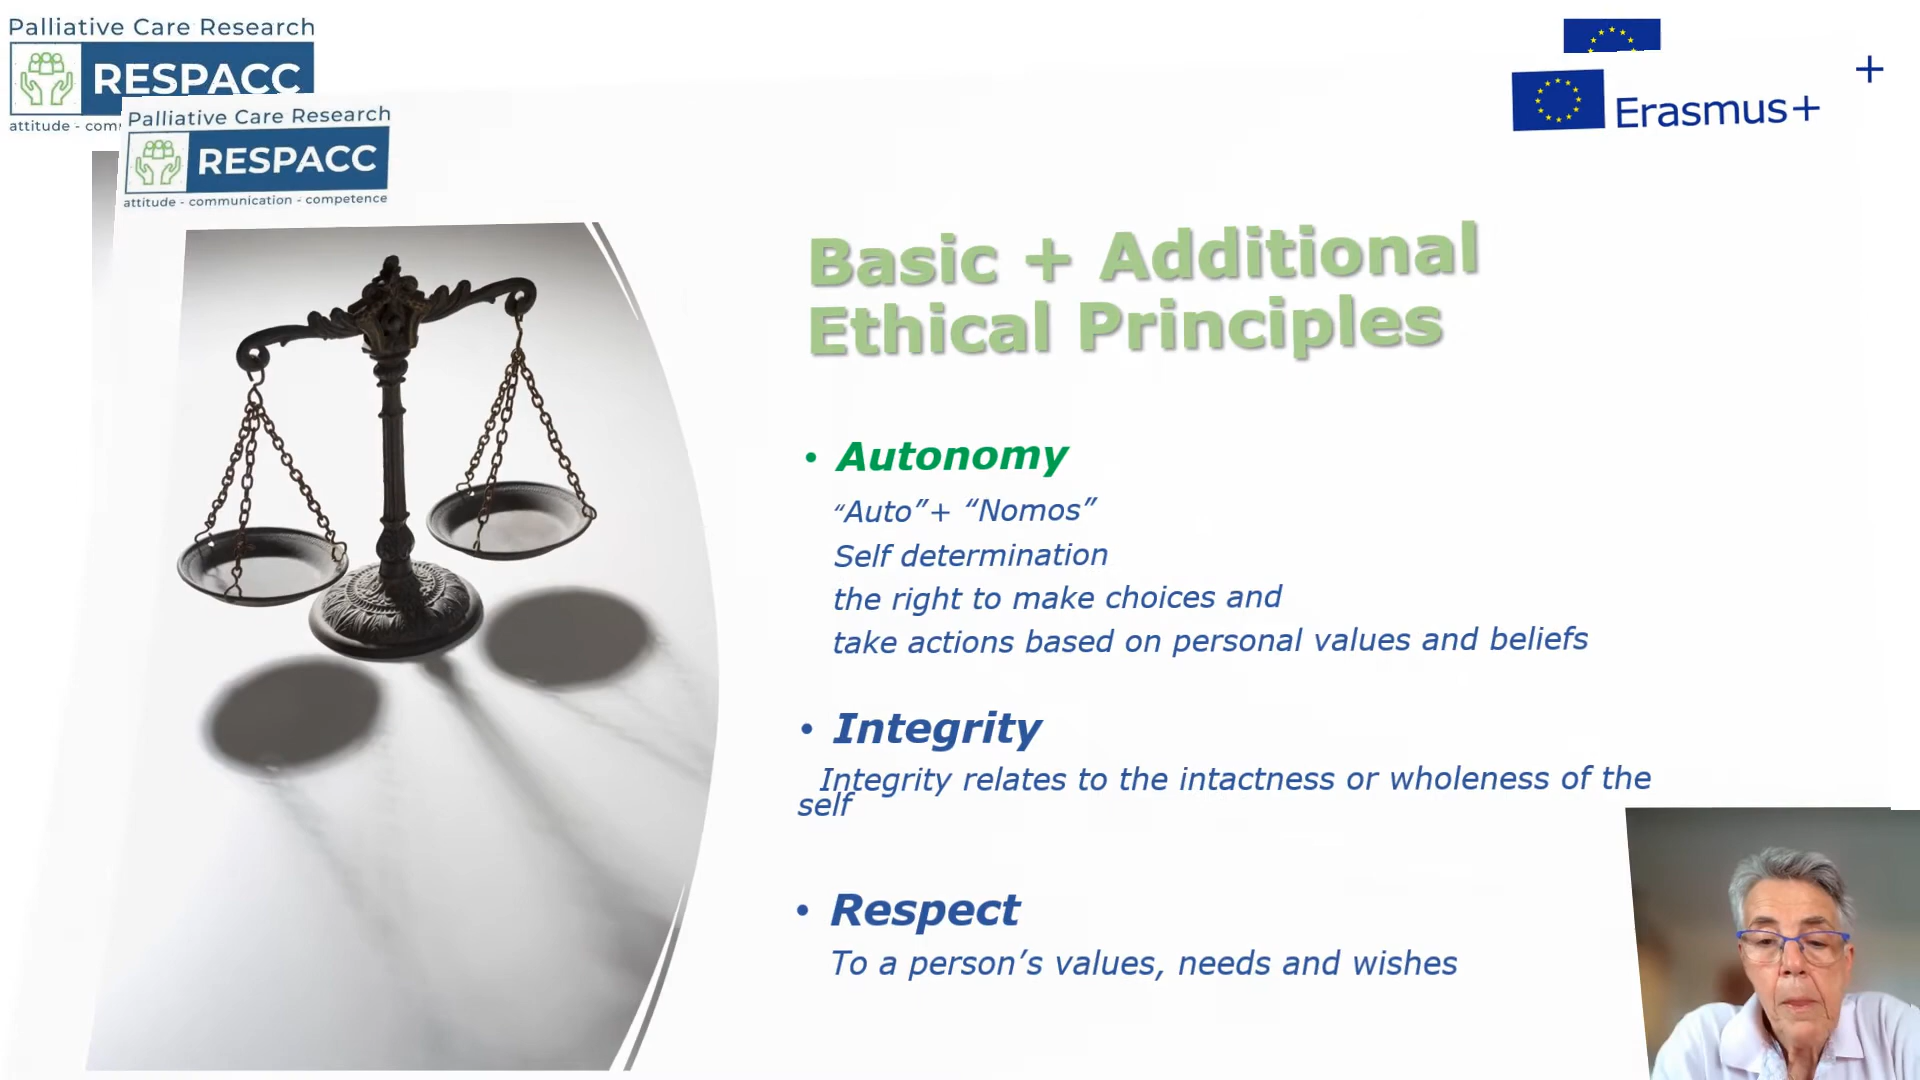 Palliative Care Research
RESPACC
attitude - com
Palliative Care Research
RESPACC
attitude - communication - competence
+
Erasmus+
Basic + Additional
Ethical Principles
• Autonomy
“Auto”+ “Nomos”
Self determination
the right to make choices and
take actions based on personal values and beliefs
• Integrity
Integrity relates to the intactness or wholeness of the
self
• Respect
To a person’s values, needs and wishes